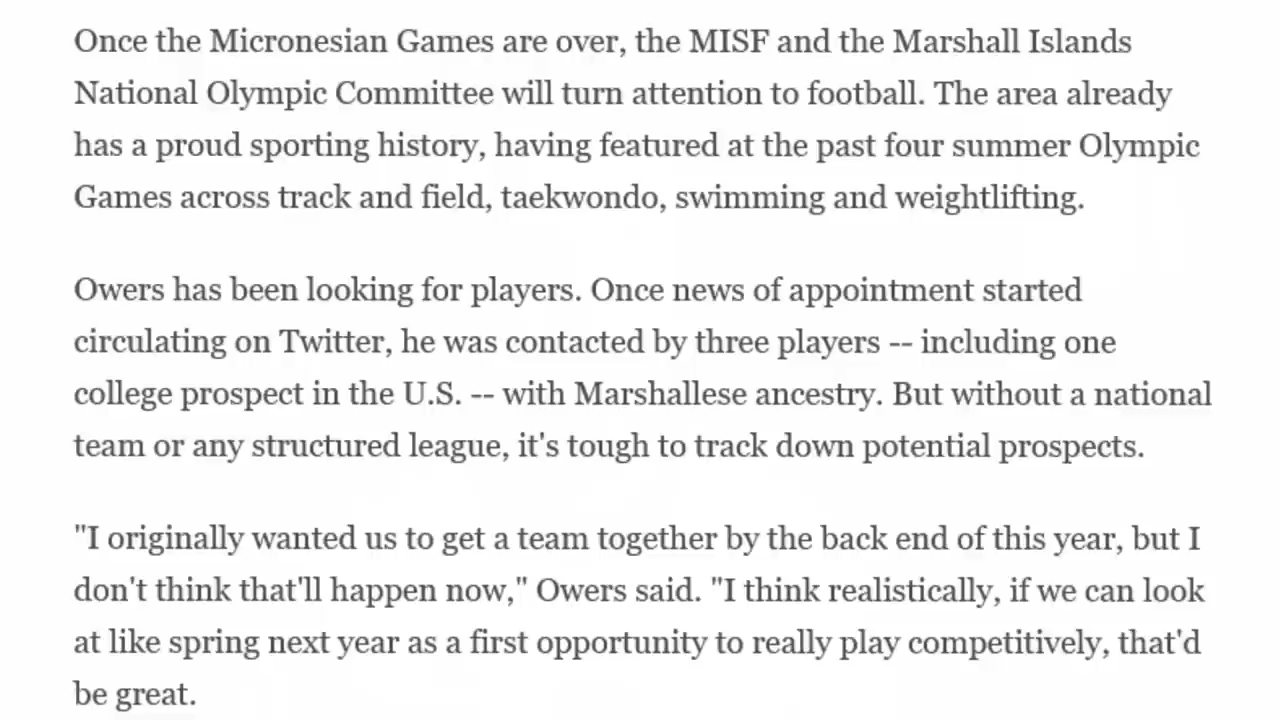 Once the Micronesian Games are over, the MISF and the Marshall Islands
National Olympic Committee will turn attention to football. The area already
has a proud sporting history, having featured at the past four summer Olympic
Games across track and field, taekwondo, swimming and weightlifting.
Owers has been looking for players. Once news of appointment started
circulating on Twitter, he was contacted by three players -- including one
college prospect in the U.S. -- with Marshallese ancestry. But without a national
team or any structured league, it's tough to track down potential prospects.
"I originally wanted us to get a team together by the back end of this year, but I
don't think that'll happen now," Owers said. "I think realistically, if we can look
at like spring next year as a first opportunity to really play competitively, that'd
be great.